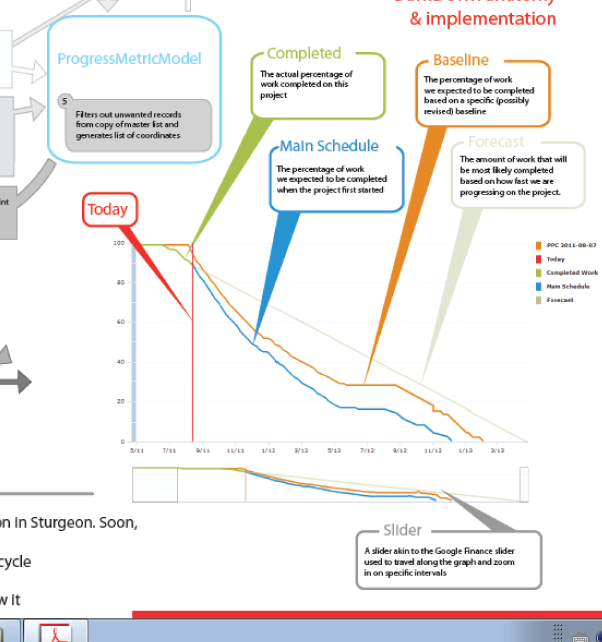 & implementation
ProgressMetricModel
5
Filters out unwanted records
from copy of master list and
generates list of coordinates
Completed
The actual percentage of
work completed on this
project
Baseline
The percentage of work
we expected to be completed
based on a specific (possibly
revised) baseline
Main Schedule
The percentage of work
we expected to be completed
when the project first started
Forecast
The amount of work that will
be most likely completed
based on how fast we are
progressing on the project.
Today
100
80
60
40
20
0
5/11 7/11 9/11 11/11 1/12 3/12 5/12 7/12 9/12 11/12 1/13 3/13
PPC 2011-08-07
Today
Completed Work
Main Schedule
Forecast
Slider
A slider akin to the Google Finance slider
used to travel along the graph and zoom
in on specific intervals
on in Sturgeon. Soon,
cycle
w it